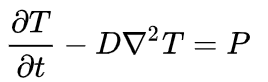 ∂T/∂t − D∇²T = P